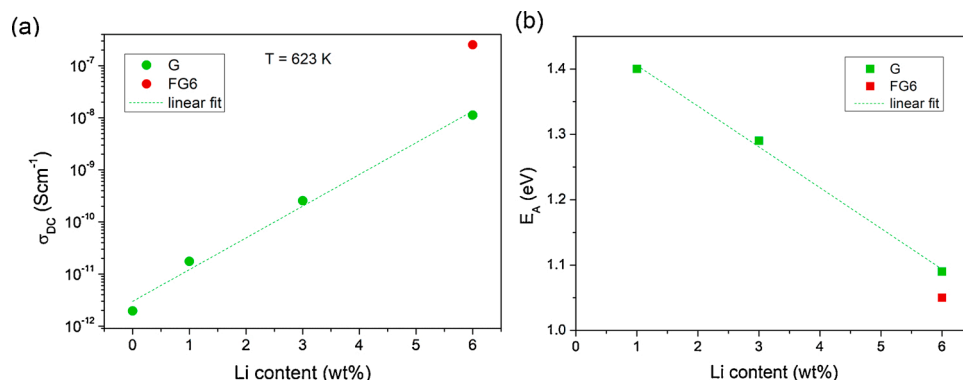 (a)
T = 623 K
G
FG6
linear fit
10⁻⁷
10⁻⁸
10⁻⁹
10⁻¹⁰
10⁻¹¹
10⁻¹²
σDC (Scm⁻¹)
0 1 2 3 4 5 6
Li content (wt%)
(b)
G
FG6
linear fit
1.4
1.3
1.2
1.1
1.0
EA (eV)
0 1 2 3 4 5 6
Li content (wt%)